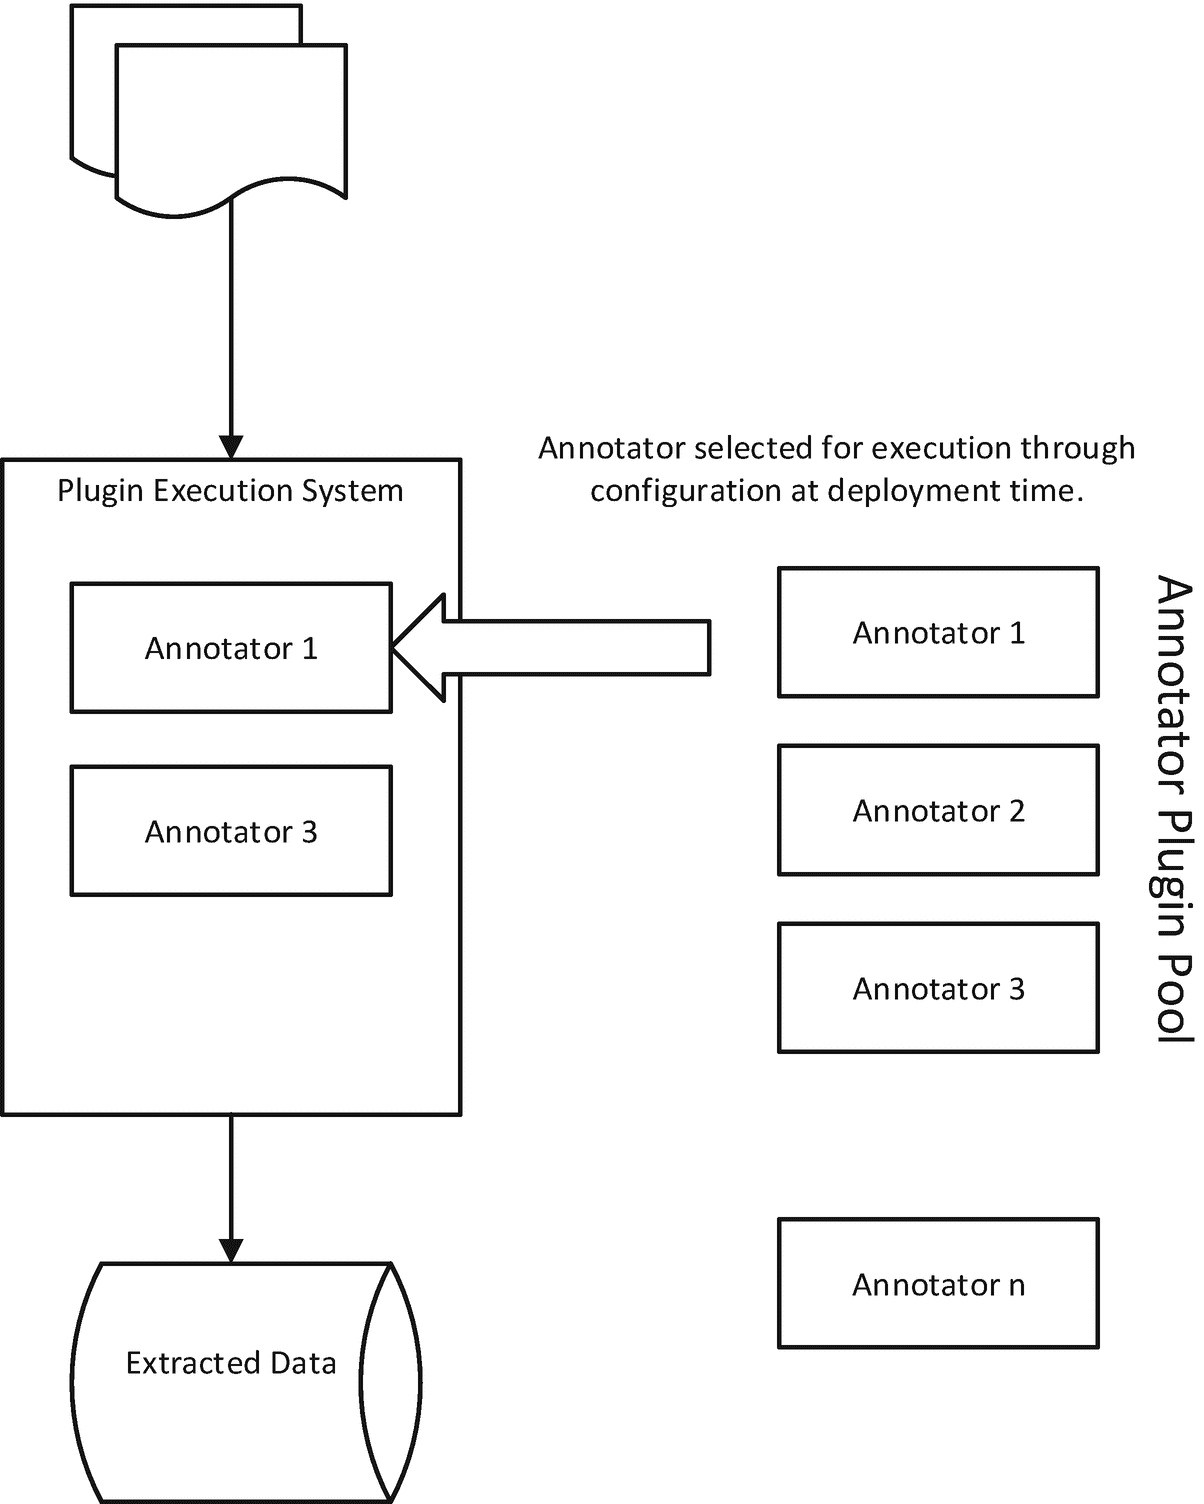 Annotator selected for execution through
configuration at deployment time.
Plugin Execution System
Annotator 1
Annotator 3
Annotator 1
Annotator 2
Annotator 3
Annotator n
Annotator Plugin Pool
Extracted Data